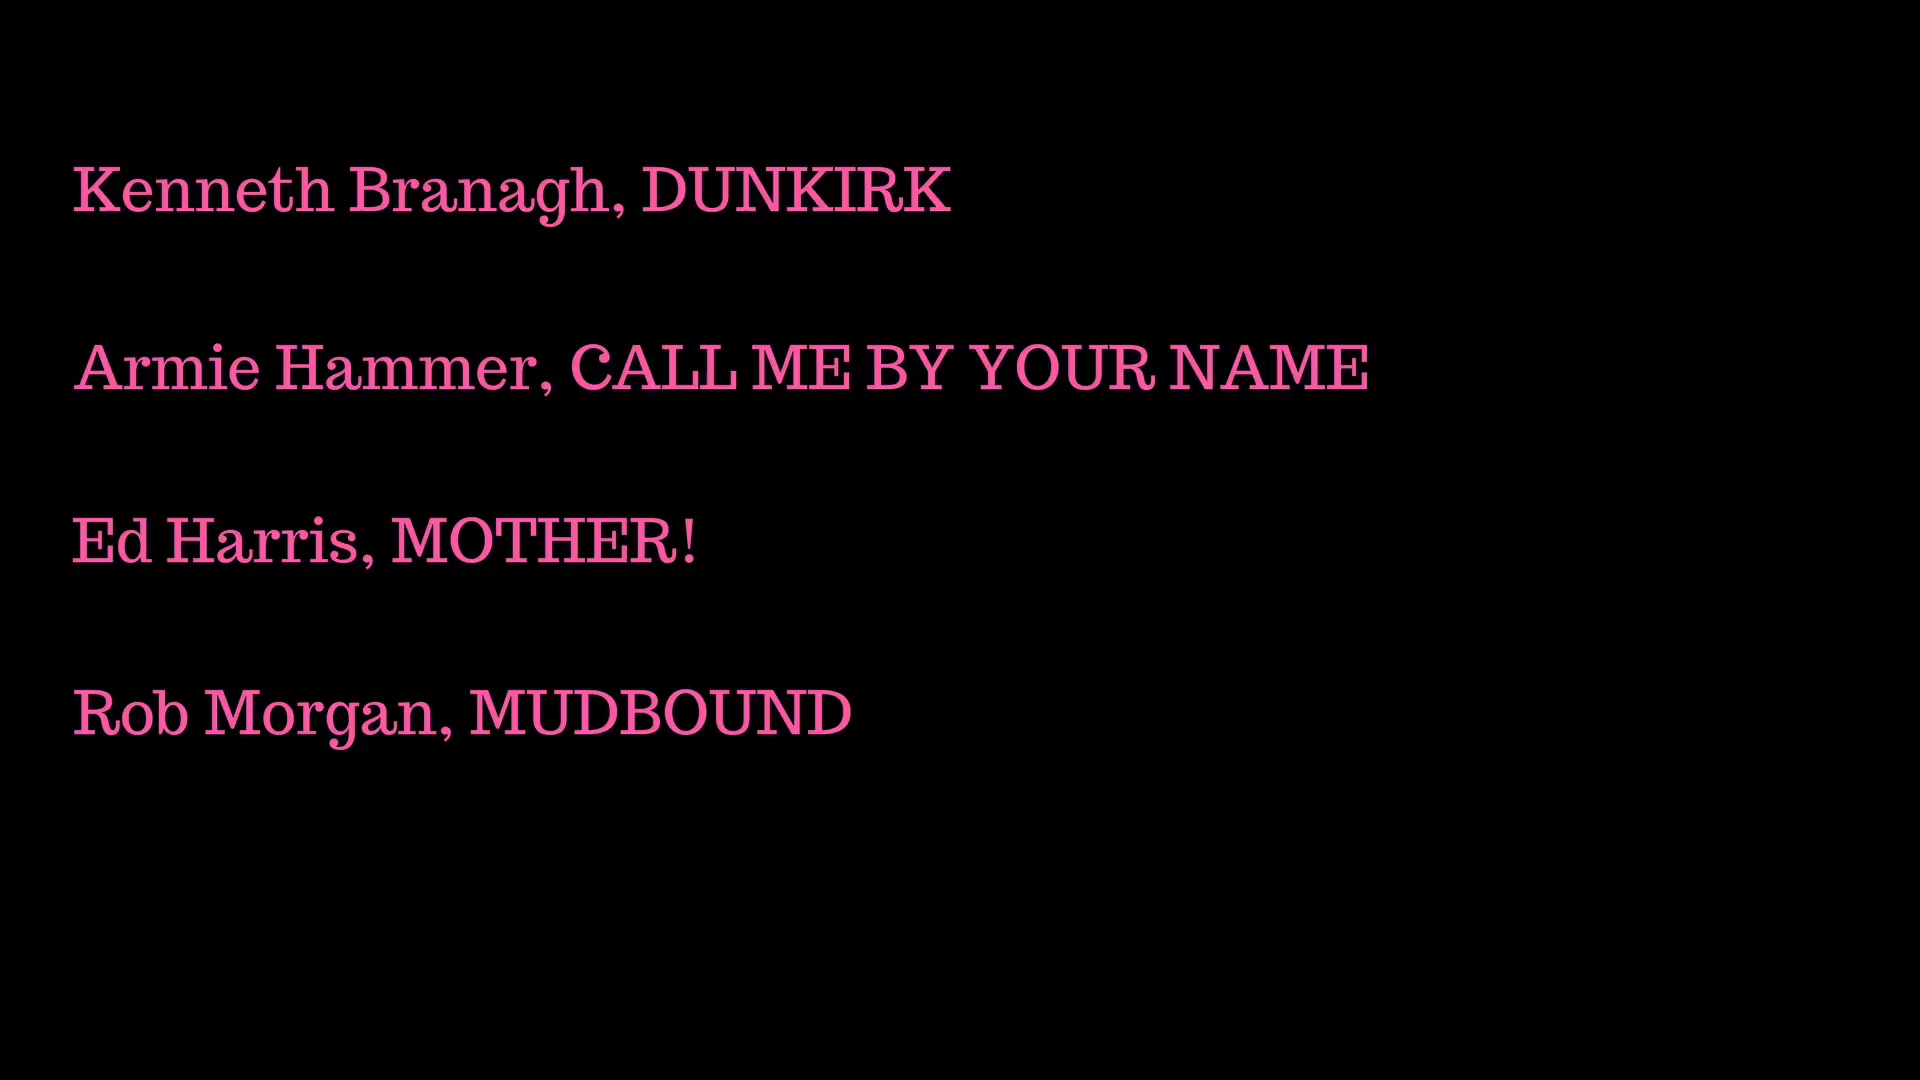 Kenneth Branagh, DUNKIRK
Armie Hammer, CALL ME BY YOUR NAME
Ed Harris, MOTHER!
Rob Morgan, MUDBOUND